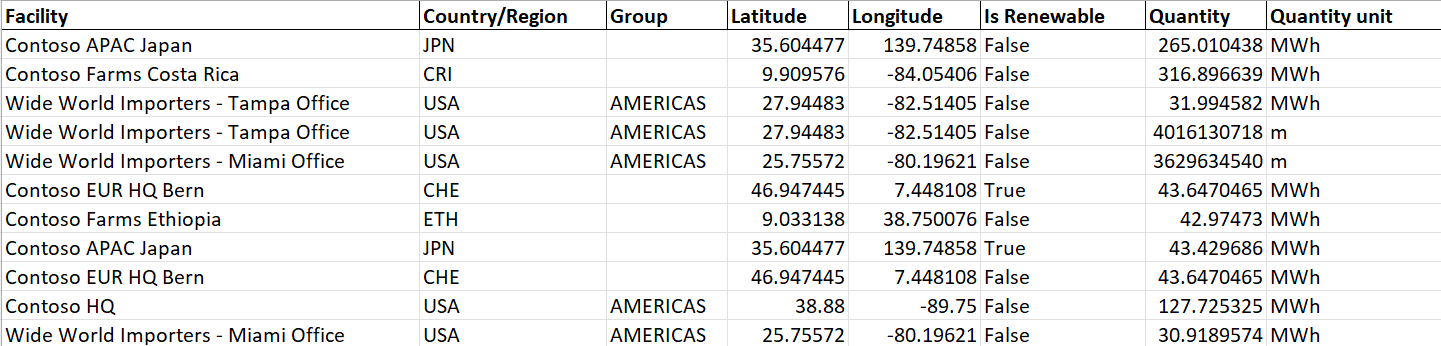 Facility Country/Region Group Latitude Longitude Is Renewable Quantity Quantity unit
Contoso APAC Japan JPN 35.604477 139.74858 False 265.010438 MWh
Contoso Farms Costa Rica CRI 9.909576 -84.05406 False 316.896639 MWh
Wide World Importers - Tampa Office USA AMERICAS 27.94483 -82.51405 False 31.994582 MWh
Wide World Importers - Tampa Office USA AMERICAS 27.94483 -82.51405 False 4016130718 m
Wide World Importers - Miami Office USA AMERICAS 25.75572 -80.19621 False 3629634540 m
Contoso EUR HQ Bern CHE 46.947445 7.448108 True 43.6470465 MWh
Contoso Farms Ethiopia ETH 9.033138 38.750076 False 42.97473 MWh
Contoso APAC Japan JPN 35.604477 139.74858 True 43.429686 MWh
Contoso EUR HQ Bern CHE 46.947445 7.448108 False 43.6470465 MWh
Contoso HQ USA AMERICAS 38.88 -89.75 False 127.725325 MWh
Wide World Importers - Miami Office USA AMERICAS 25.75572 -80.19621 False 30.9189574 MWh